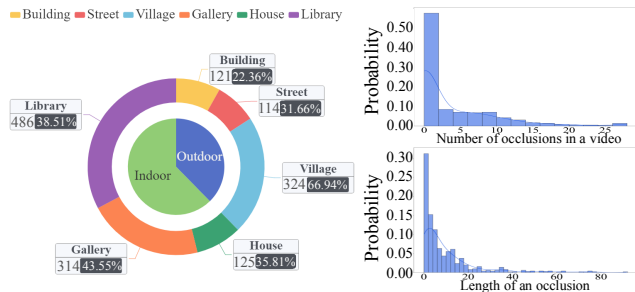 Building Street Village Gallery House Library
Building
121 22.36%
Street
114 31.66%
Library
486 38.51%
Outdoor
Indoor
Village
324 66.94%
House
125 35.81%
Gallery
314 43.55%
Probability
0.50
0.40
0.30
0.20
0.10
0.00
0 5 10 15 20 25
Number of occlusions in a video
Probability
0.30
0.25
0.20
0.15
0.10
0.05
0.00
0 20 40 60 80
Length of an occlusion